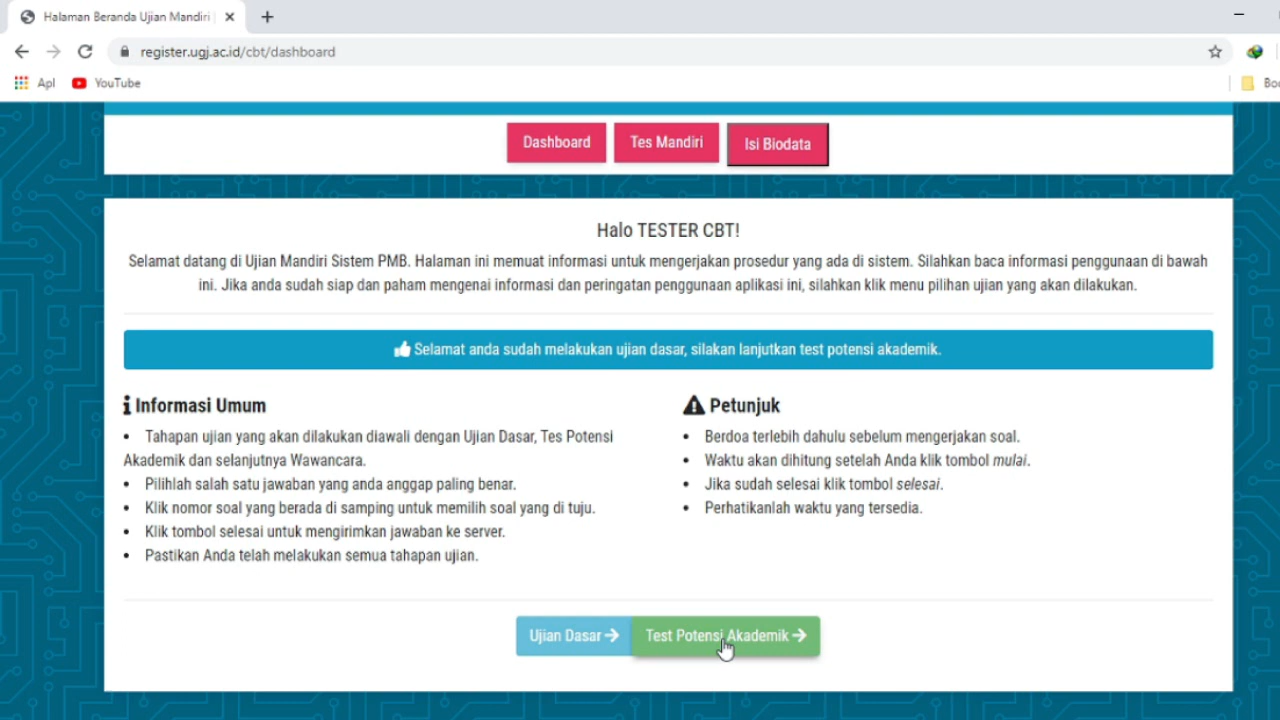 Halaman Beranda Ujian Mandiri
register.ugj.ac.id/cbt/dashboard
Apl
YouTube
Dashboard
Tes Mandiri
Isi Biodata
Halo TESTER CBT!
Selamat datang di Ujian Mandiri Sistem PMB. Halaman ini memuat informasi untuk mengerjakan prosedur yang ada di sistem. Silahkan baca informasi penggunaan di bawah
ini. Jika anda sudah siap dan paham mengenai informasi dan peringatan penggunaan aplikasi ini, silahkan klik menu pilihan ujian yang akan dilakukan.
Selamat anda sudah melakukan ujian dasar, silakan lanjutkan test potensi akademik.
Informasi Umum
• Tahapan ujian yang akan dilakukan diawali dengan Ujian Dasar, Tes Potensi
Akademik dan selanjutnya Wawancara.
• Pilihlah salah satu jawaban yang anda anggap paling benar.
• Klik nomor soal yang berada di samping untuk memilih soal yang di tuju.
• Klik tombol selesai untuk mengirimkan jawaban ke server.
• Pastikan Anda telah melakukan semua tahapan ujian.
Petunjuk
• Berdoa terlebih dahulu sebelum mengerjakan soal.
• Waktu akan dihitung setelah Anda klik tombol mulai.
• Jika sudah selesai klik tombol selesai.
• Perhatikanlah waktu yang tersedia.
Ujian Dasar
Test Potensi Akademik